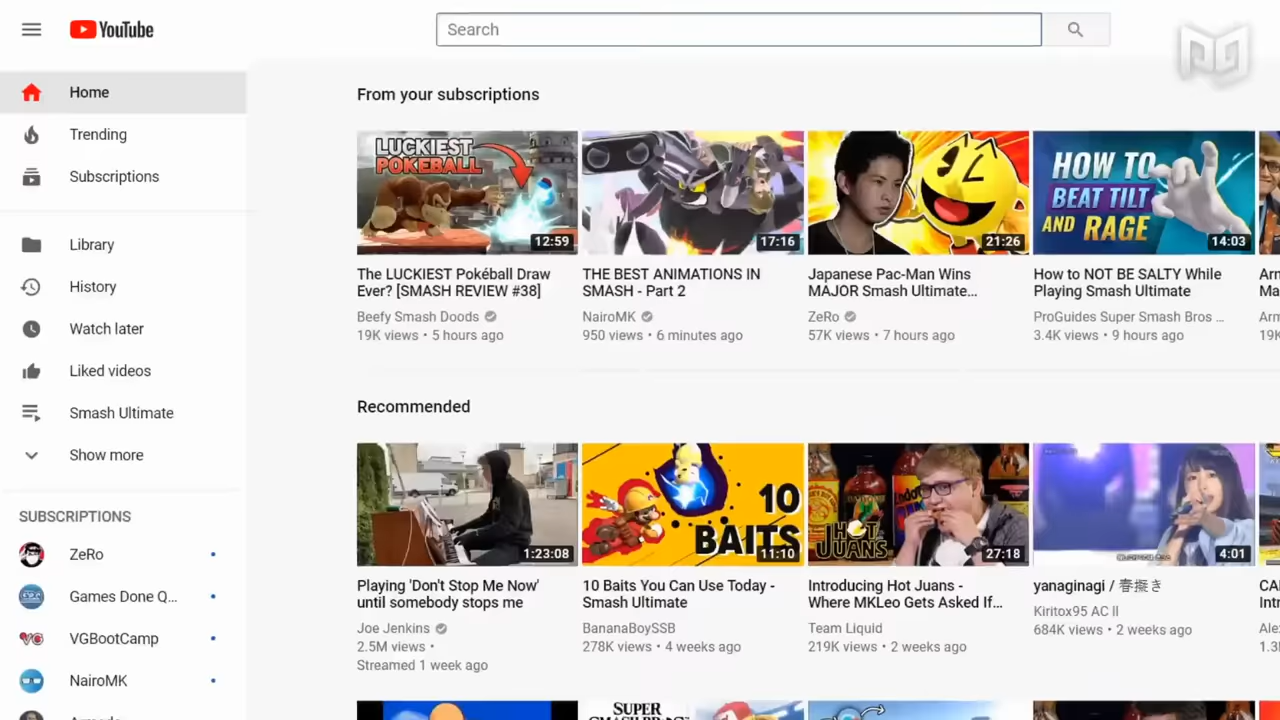 YouTube
Search
Home
Trending
Subscriptions
Library
History
Watch later
Liked videos
Smash Ultimate
Show more
SUBSCRIPTIONS
ZeRo
Games Done Q...
VGBootCamp
NairoMK
From your subscriptions
LUCKIEST
POKÉBALL
12:59
17:16
21:26
HOW TO
BEAT TILT
AND RAGE
14:03
The LUCKIEST Pokéball Draw
Ever? [SMASH REVIEW #38]
Beefy Smash Doods
19K views • 5 hours ago
THE BEST ANIMATIONS IN
SMASH - Part 2
NairoMK
950 views • 6 minutes ago
Japanese Pac-Man Wins
MAJOR Smash Ultimate...
ZeRo
57K views • 7 hours ago
How to NOT BE SALTY While
Playing Smash Ultimate
ProGuides Super Smash Bros ...
3.4K views • 9 hours ago
Recommended
1:23:08
10
BAITS
11:10
HOT
JUANS
27:18
4:01
Playing 'Don't Stop Me Now'
until somebody stops me
Joe Jenkins
2.5M views •
Streamed 1 week ago
10 Baits You Can Use Today -
Smash Ultimate
BananaBoySSB
278K views • 4 weeks ago
Introducing Hot Juans -
Where MKLeo Gets Asked If...
Team Liquid
219K views • 2 weeks ago
yanaginagi / 春擬き
Kiritox95 AC II
684K views • 2 weeks ago
SUPER